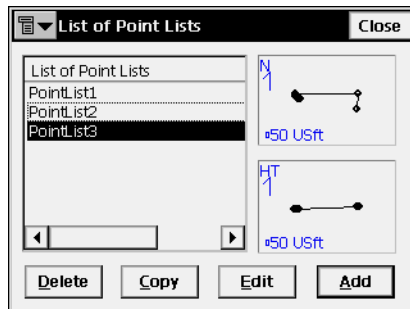 List of Point Lists
Close
List of Point Lists
PointList1
PointList2
PointList3
N
50 USft
HT
50 USft
Delete
Copy
Edit
Add